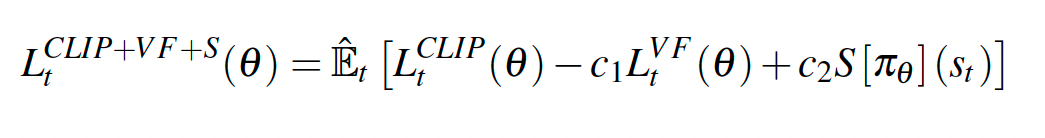 L_t^{CLIP+VF+S}(θ) = Ê_t [L_t^{CLIP}(θ) − c_1 L_t^{VF}(θ) + c_2 S[π_θ](s_t)]